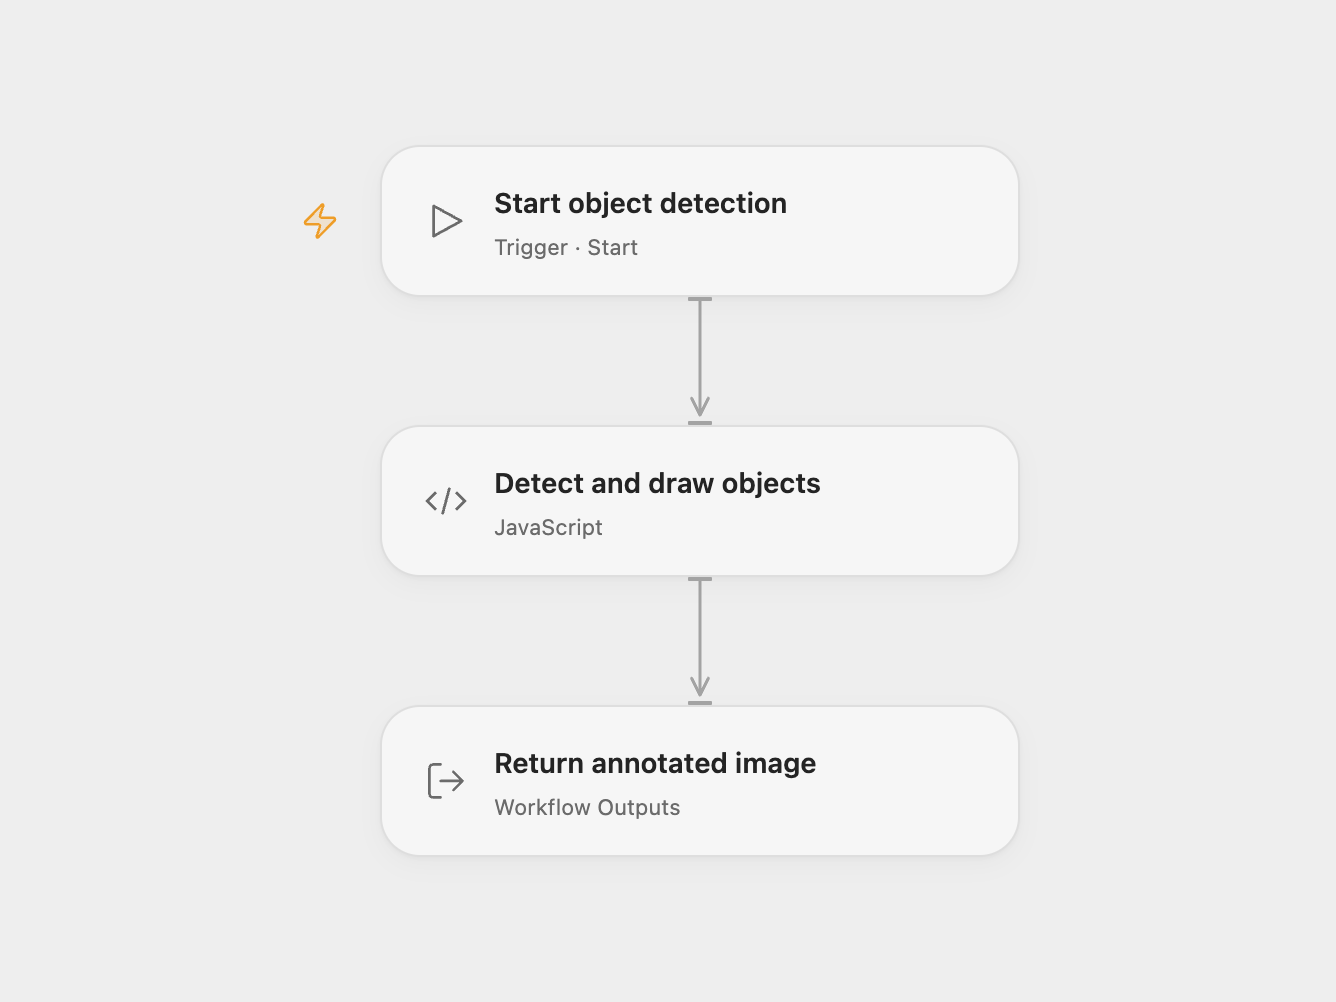 Start object detection
Trigger · Start
Detect and draw objects
JavaScript
Return annotated image
Workflow Outputs